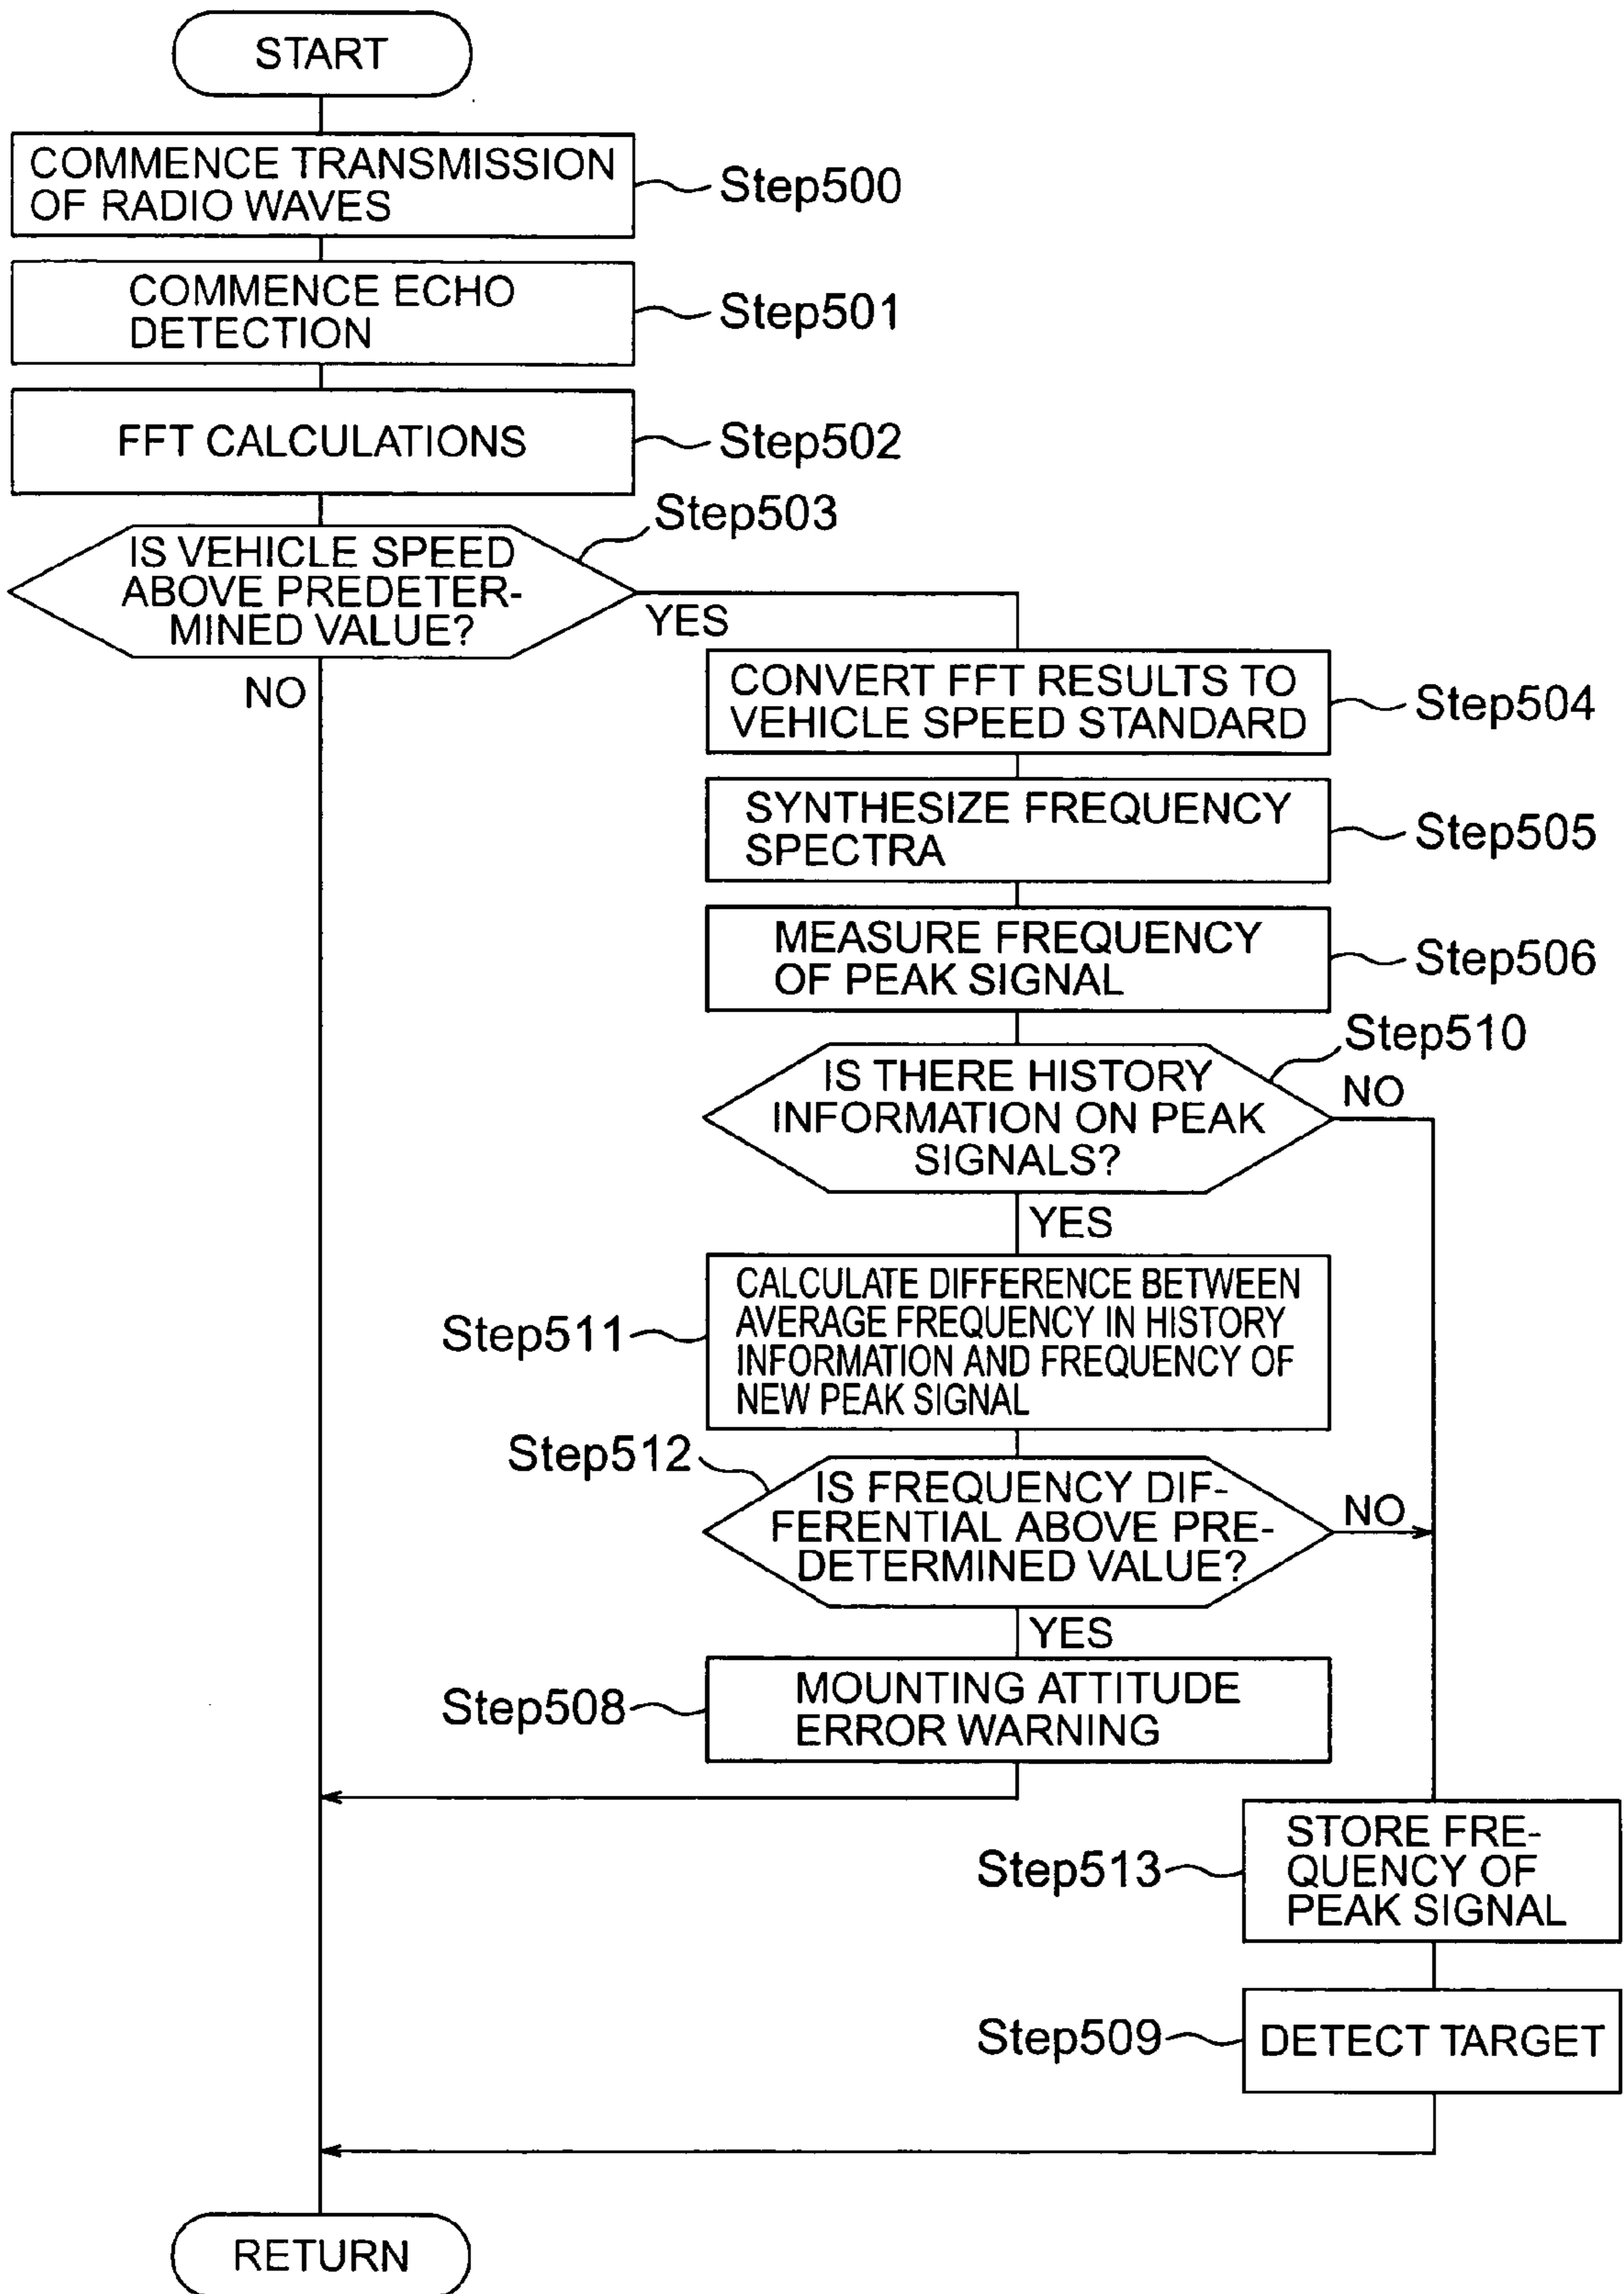 START
COMMENCE TRANSMISSION
OF RADIO WAVES
Step500
COMMENCE ECHO
DETECTION
Step501
FFT CALCULATIONS
Step502
Step503
IS VEHICLE SPEED
ABOVE PREDETER-
MINED VALUE?
YES
NO
CONVERT FFT RESULTS TO
VEHICLE SPEED STANDARD
Step504
SYNTHESIZE FREQUENCY
SPECTRA
Step505
MEASURE FREQUENCY
OF PEAK SIGNAL
Step506
Step510
IS THERE HISTORY
INFORMATION ON PEAK
SIGNALS?
NO
YES
Step511
CALCULATE DIFFERENCE BETWEEN
AVERAGE FREQUENCY IN HISTORY
INFORMATION AND FREQUENCY OF
NEW PEAK SIGNAL
Step512
IS FREQUENCY DIF-
FERENTIAL ABOVE PRE-
DETERMINED VALUE?
NO
YES
Step508
MOUNTING ATTITUDE
ERROR WARNING
Step513
STORE FRE-
QUENCY OF
PEAK SIGNAL
Step509
DETECT TARGET
RETURN